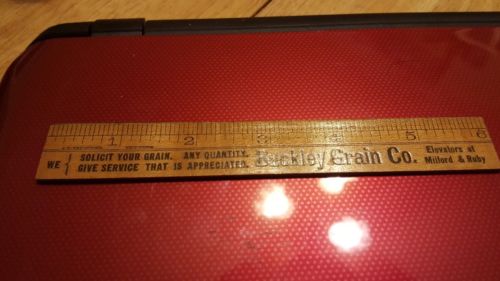 1 2 3 4 5 6
WE { SOLICIT YOUR GRAIN. ANY QUANTITY.
GIVE SERVICE THAT IS APPRECIATED.
Buckley Grain Co.
Elevators at
Milford & Ruby